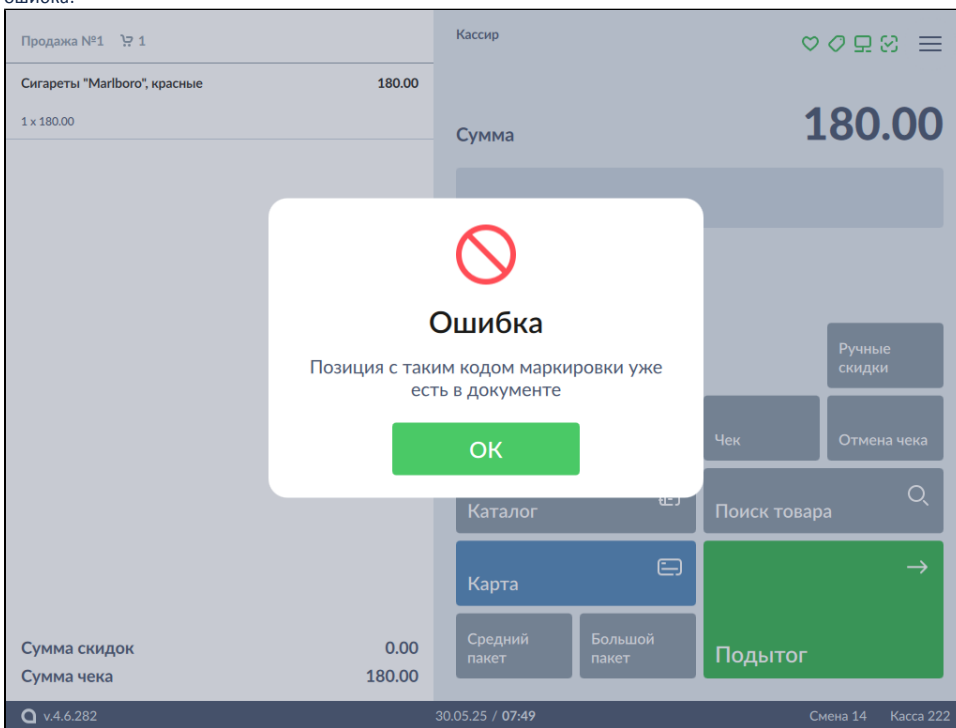 ошибка:
Продажа №1 1
Кассир
Сигареты "Marlboro", красные 180.00
1 x 180.00
Сумма 180.00
Ошибка
Позиция с таким кодом маркировки уже
есть в документе
ОК
Ручные
скидки
Чек
Отмена чека
Каталог
Поиск товара
Карта
Средний
пакет
Большой
пакет
Подытог
Сумма скидок 0.00
Сумма чека 180.00
v.4.6.282
30.05.25 / 07:49
Смена 14 Касса 222